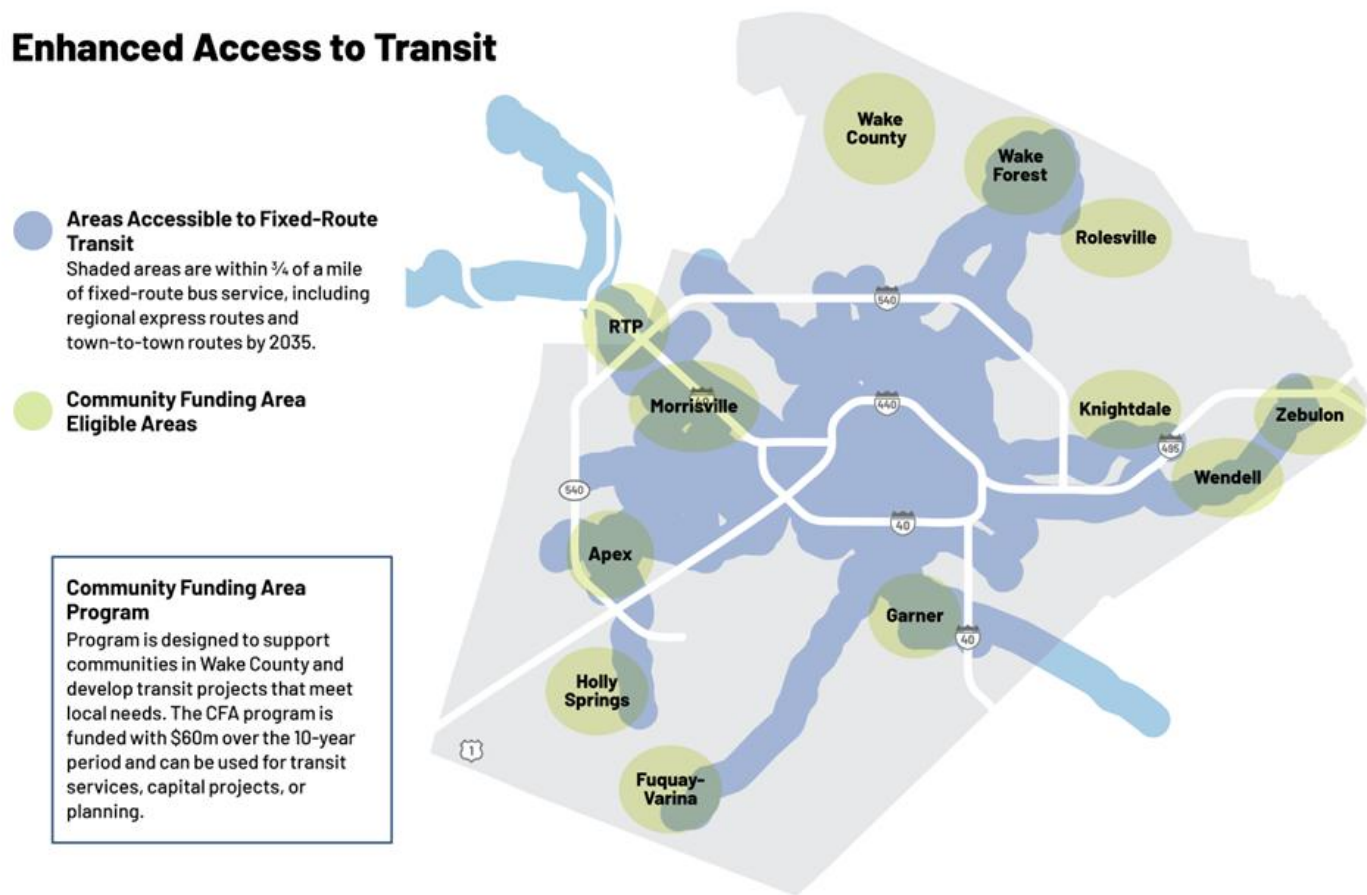 Enhanced Access to Transit
Areas Accessible to Fixed-Route
Transit
Shaded areas are within ¾ of a mile
of fixed-route bus service, including
regional express routes and
town-to-town routes by 2035.
Community Funding Area
Eligible Areas
Community Funding Area
Program
Program is designed to support
communities in Wake County and
develop transit projects that meet
local needs. The CFA program is
funded with $60m over the 10-year
period and can be used for transit
services, capital projects, or
planning.
Wake
County
Wake
Forest
Rolesville
540
RTP
40
Morrisville
440
Knightdale
Zebulon
495
Wendell
540
40
Apex
Garner
40
Holly
Springs
1
Fuquay-
Varina